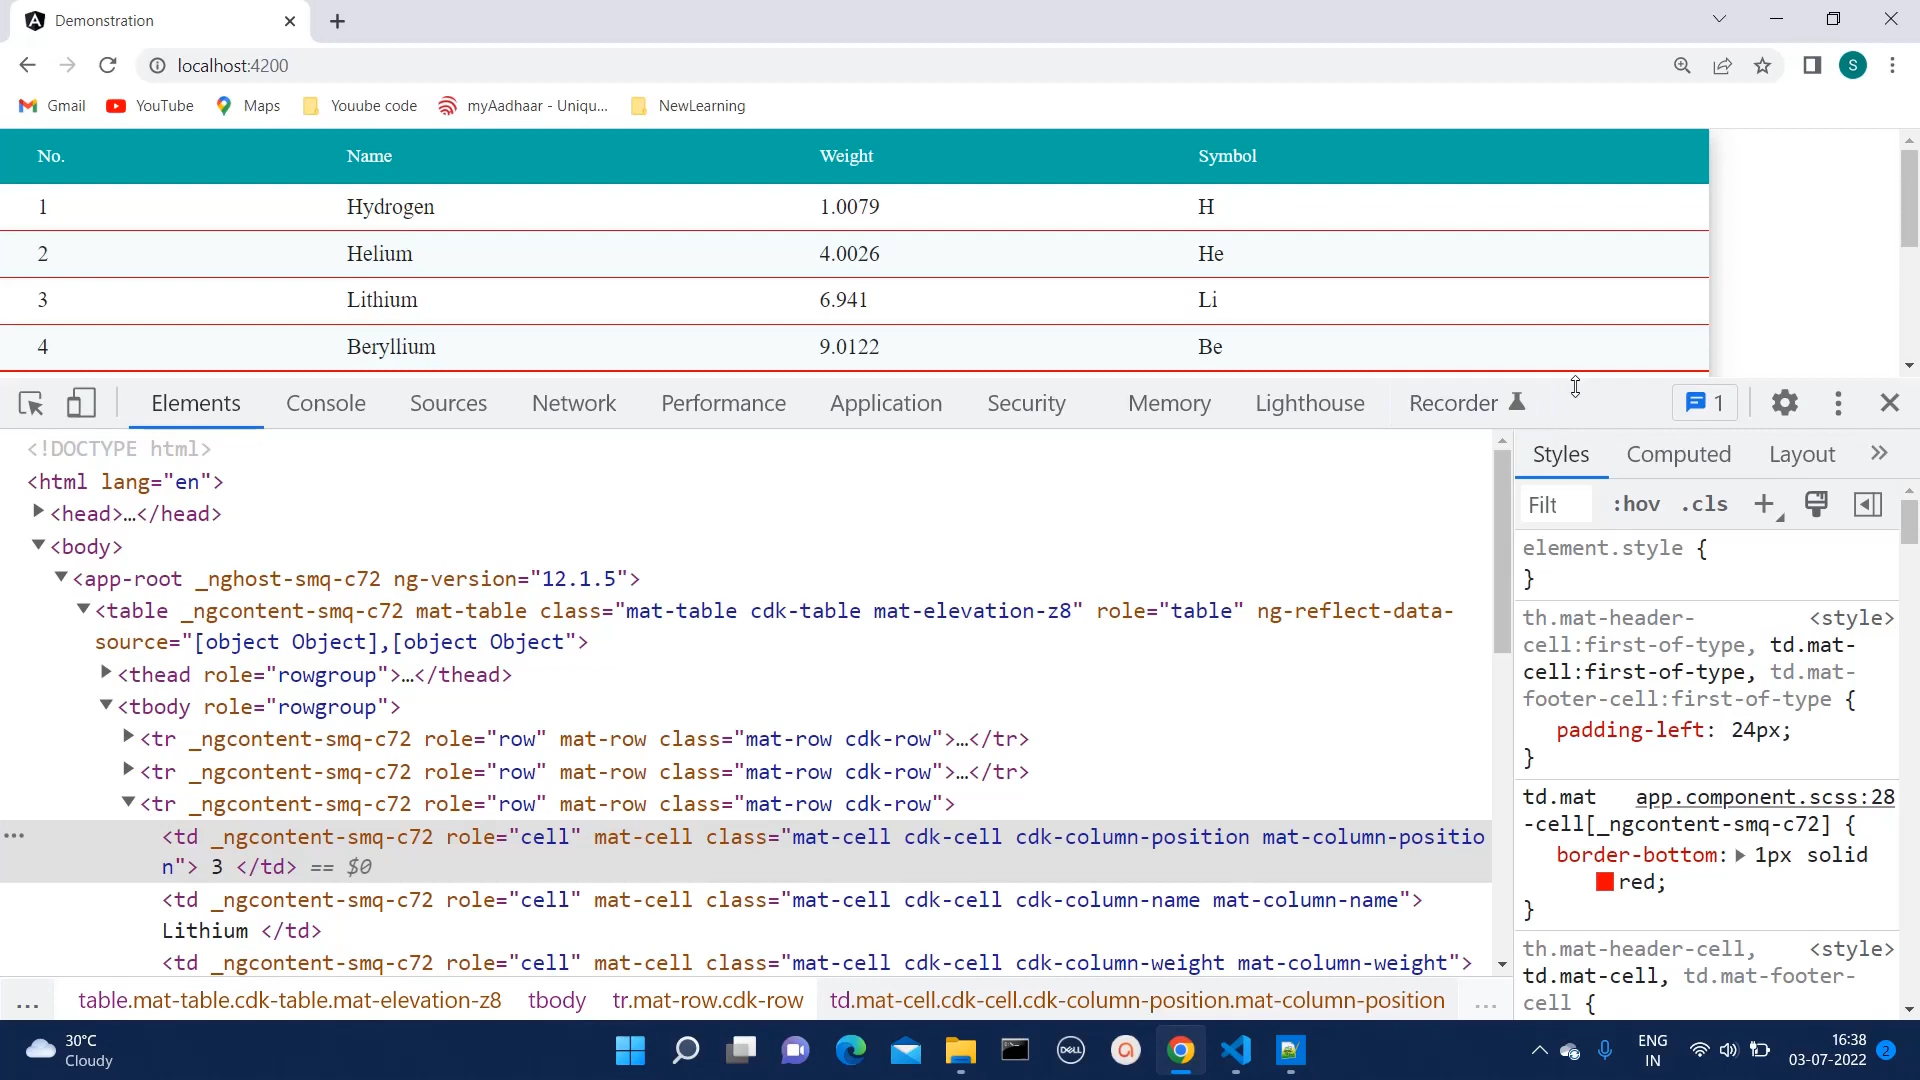 Demonstration
localhost:4200
Gmail YouTube Maps Youube code myAadhaar - Uniqu... NewLearning
S
No. Name Weight Symbol
1 Hydrogen 1.0079 H
2 Helium 4.0026 He
3 Lithium 6.941 Li
4 Beryllium 9.0122 Be
Elements Console Sources Network Performance Application Security Memory Lighthouse Recorder 1
<!DOCTYPE html>
<html lang="en">
<head>…</head>
<body>
<app-root _nghost-smq-c72 ng-version="12.1.5">
<table _ngcontent-smq-c72 mat-table class="mat-table cdk-table mat-elevation-z8" role="table" ng-reflect-data-
source="[object Object],[object Object">
<thead role="rowgroup">…</thead>
<tbody role="rowgroup">
<tr _ngcontent-smq-c72 role="row" mat-row class="mat-row cdk-row">…</tr>
<tr _ngcontent-smq-c72 role="row" mat-row class="mat-row cdk-row">…</tr>
<tr _ngcontent-smq-c72 role="row" mat-row class="mat-row cdk-row">
... <td _ngcontent-smq-c72 role="cell" mat-cell class="mat-cell cdk-cell cdk-column-position mat-column-positio
n"> 3 </td> == $0
<td _ngcontent-smq-c72 role="cell" mat-cell class="mat-cell cdk-cell cdk-column-name mat-column-name">
Lithium </td>
<td _ngcontent-smq-c72 role="cell" mat-cell class="mat-cell cdk-cell cdk-column-weight mat-column-weight">
... table.mat-table.cdk-table.mat-elevation-z8 tbody tr.mat-row.cdk-row td.mat-cell.cdk-cell.cdk-column-position.mat-column-position ...
Styles Computed Layout
Filt :hov .cls
element.style {
}
th.mat-header- <style>
cell:first-of-type, td.mat-
cell:first-of-type, td.mat-
footer-cell:first-of-type {
padding-left: 24px;
}
td.mat app.component.scss:28
-cell[_ngcontent-smq-c72] {
border-bottom: 1px solid
red;
}
th.mat-header-cell, <style>
td.mat-cell, td.mat-footer-
cell {
30°C
Cloudy
DELL
ENG
IN
16:38
03-07-2022
2